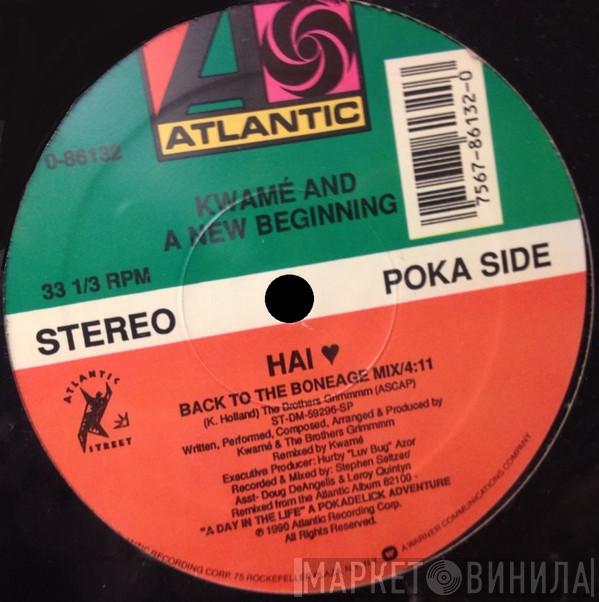 ATLANTIC
0-86132
7567-86132-0
KWAMÉ AND
A NEW BEGINNING
33 1/3 RPM
STEREO
POKA SIDE
HAI ♥
BACK TO THE BONEAGE MIX/4:11
(K. Holland) The Brothers Grimmmm (ASCAP)
ST-DM-59296-SP
Written, Performed, Composed, Arranged & Produced by
Kwamé & The Brothers Grimmmm
Remixed by Kwamé
Executive Producer: Hurby "Luv Bug" Azor
Recorded & Mixed by: Stephen Seltzer
Asst- Doug DeAngelis & Leroy Quintyn
Remixed from the Atlantic Album 82100 -
"A DAY IN THE LIFE" A POKADELICK ADVENTURE
℗ 1990 Atlantic Recording Corp.
All Rights Reserved.
ATLANTIC
STREET
RECORDING CORP. 75 ROCKEFELLER
A WARNER COMMUNICATIONS COMPANY
МАРКЕТ ВИНИЛА